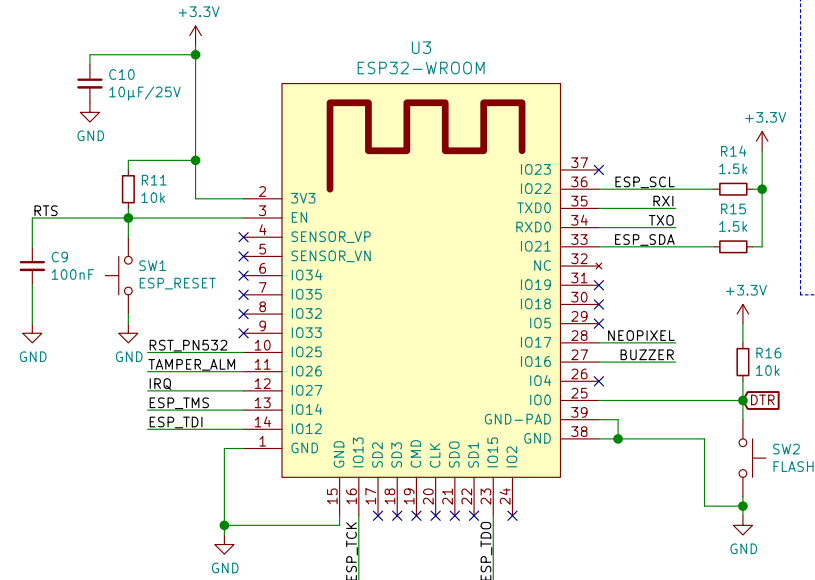 +3.3V
U3
ESP32-WROOM
C10
10µF/25V
GND
+3.3V
R14
1.5k
R15
1.5k
R11
10k
RTS
C9
100nF
SW1
ESP_RESET
GND
GND
2 3V3
3 EN
4 SENSOR_VP
5 SENSOR_VN
6 IO34
7 IO35
8 IO32
9 IO33
RST_PN532 10 IO25
TAMPER_ALM 11 IO26
IRQ 12 IO27
ESP_TMS 13 IO14
ESP_TDI 14 IO12
1 GND
IO23 37
IO22 36 ESP_SCL
TXD0 35 RXI
RXD0 34 TXO
IO21 33 ESP_SDA
NC 32
IO19 31
IO18 30
IO5 29
IO17 28 NEOPIXEL
IO16 27 BUZZER
IO4 26
IO0 25
GND-PAD 39
GND 38
GND 15
IO13 16 ESP_TCK
SD2 17
SD3 18
CMD 19
CLK 20
SD0 21
SD1 22
IO15 23 ESP_TDO
IO2 24
GND
+3.3V
R16
10k
DTR
SW2
FLASH
GND